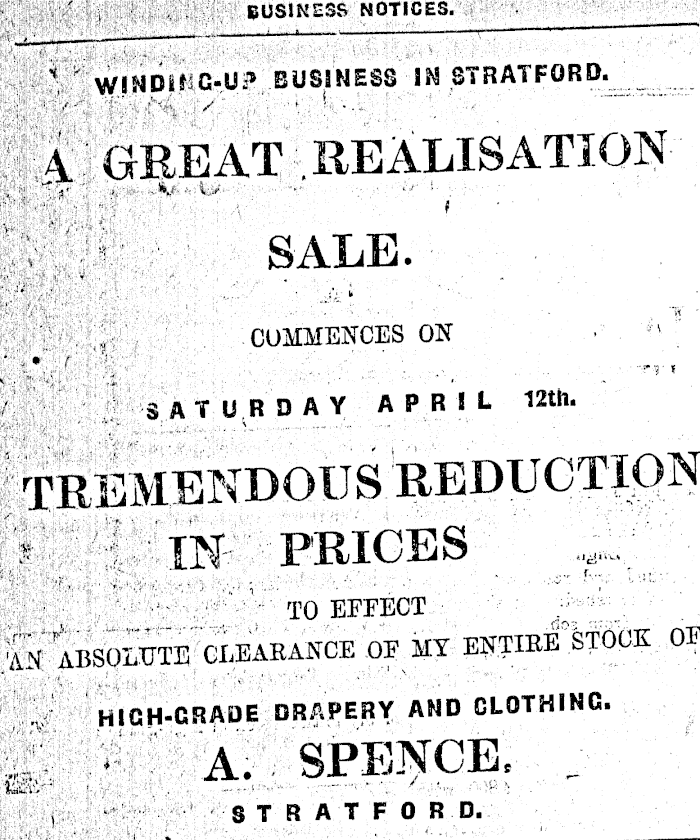 BUSINESS NOTICES.
WINDING-UP BUSINESS IN STRATFORD.
A GREAT REALISATION
SALE.
COMMENCES ON
SATURDAY APRIL 12th.
TREMENDOUS REDUCTION
IN PRICES
TO EFFECT
AN ABSOLUTE CLEARANCE OF MY ENTIRE STOCK OF
HIGH-GRADE DRAPERY AND CLOTHING.
A. SPENCE,
STRATFORD.